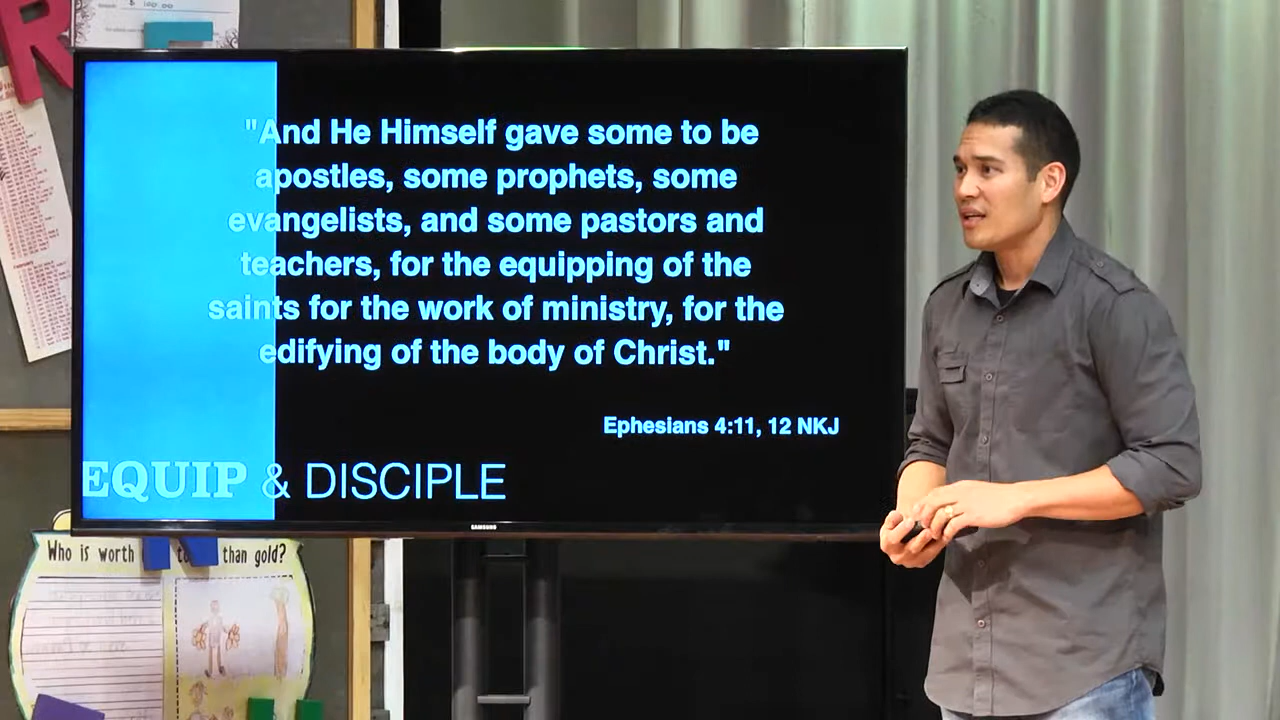 R
"And He Himself gave some to be
apostles, some prophets, some
evangelists, and some pastors and
teachers, for the equipping of the
saints for the work of ministry, for the
edifying of the body of Christ."
Ephesians 4:11, 12 NKJ
EQUIP & DISCIPLE
SAMSUNG
Who is worth
than gold?